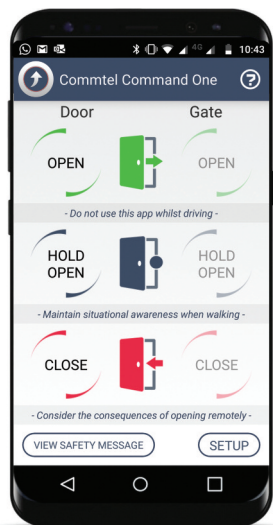 4G 10:43
Commtel Command One ?
Door Gate
OPEN OPEN
- Do not use this app whilst driving -
HOLD OPEN HOLD OPEN
- Maintain situational awareness when walking -
CLOSE CLOSE
- Consider the consequences of opening remotely -
VIEW SAFETY MESSAGE SETUP